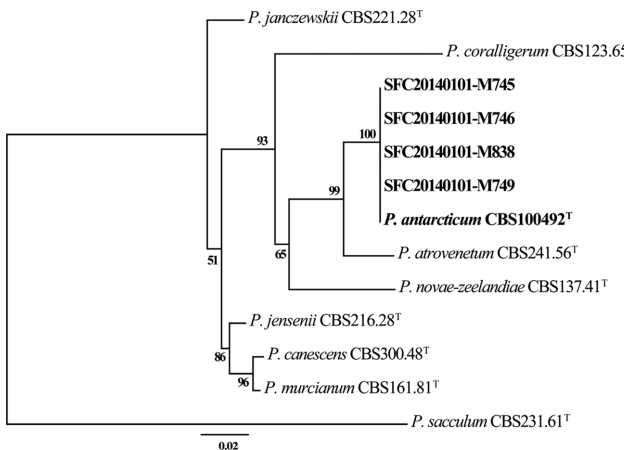 P. janczewskii CBS221.28ᵀ
P. coralligerum CBS123.65
SFC20140101-M745
SFC20140101-M746
100
93
SFC20140101-M838
SFC20140101-M749
99
P. antarcticum CBS100492ᵀ
P. atrovenetum CBS241.56ᵀ
65
51
P. novae-zeelandiae CBS137.41ᵀ
P. jensenii CBS216.28ᵀ
86
P. canescens CBS300.48ᵀ
96
P. murcianum CBS161.81ᵀ
P. sacculum CBS231.61ᵀ
0.02